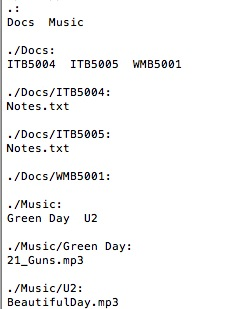 .:
Docs  Music
./Docs:
ITB5004  ITB5005  WMB5001
./Docs/ITB5004:
Notes.txt
./Docs/ITB5005:
Notes.txt
./Docs/WMB5001:
./Music:
Green Day  U2
./Music/Green Day:
21_Guns.mp3
./Music/U2:
BeautifulDay.mp3